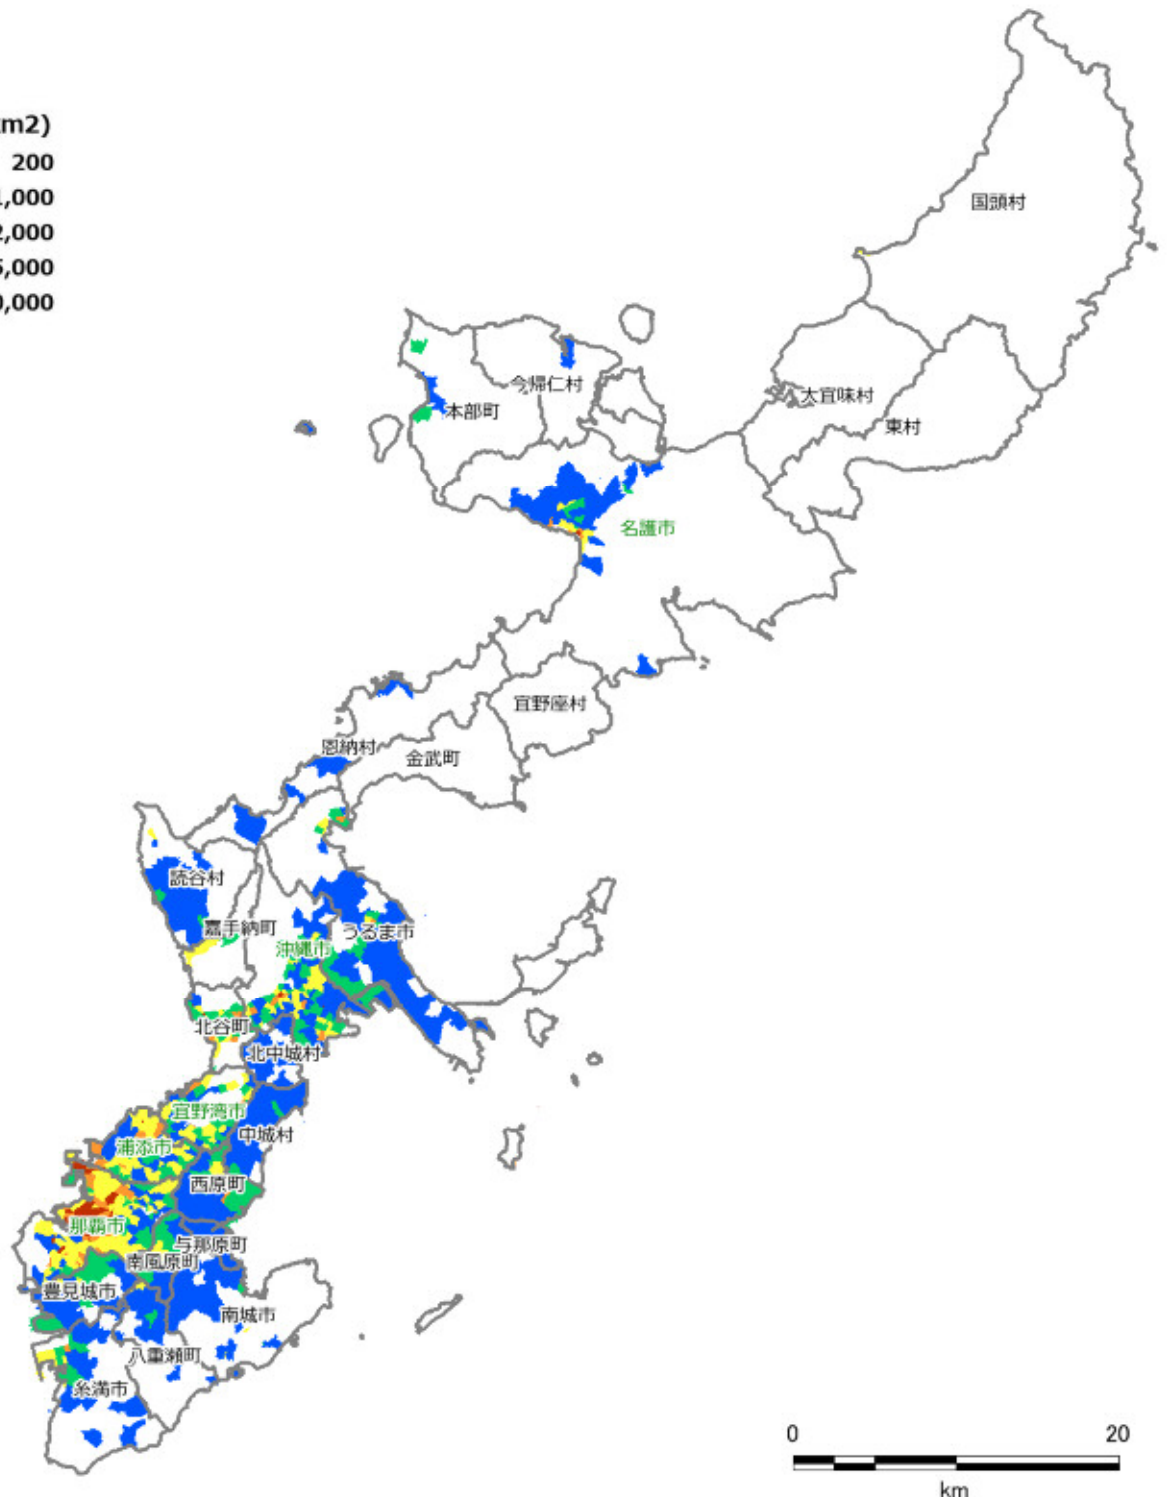 m2)
200
1,000
2,000
5,000
0,000
国頭村
大宜味村
東村
今帰仁村
本部町
名護市
宜野座村
恩納村
金武町
読谷村
嘉手納町
うるま市
沖縄市
北谷町
北中城村
宜野湾市
中城村
浦添市
西原町
那覇市
与那原町
南風原町
豊見城市
南城市
八重瀬町
糸満市
0 20
km